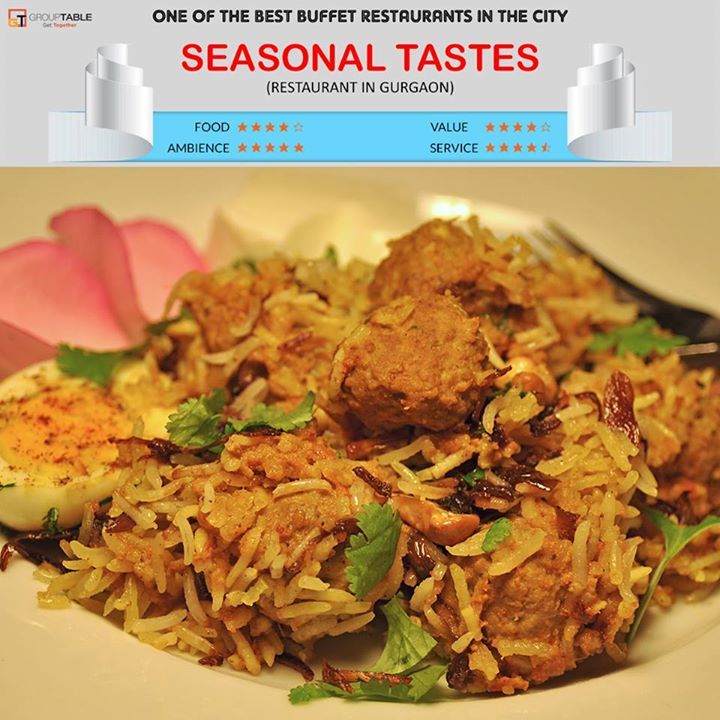 GROUPTABLE
Get Together
ONE OF THE BEST BUFFET RESTAURANTS IN THE CITY
SEASONAL TASTES
(RESTAURANT IN GURGAON)
FOOD ★★★★☆
VALUE ★★★★☆
AMBIENCE ★★★★★
SERVICE ★★★★⯨